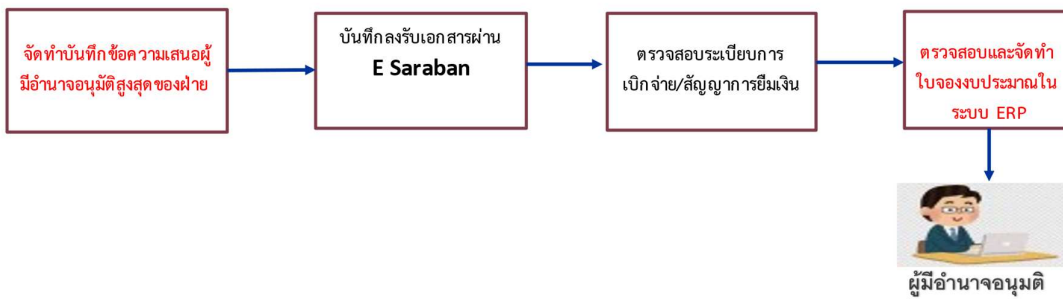 จัดทำบันทึกข้อความเสนอผู้
มีอำนาจอนุมัติสูงสุดของฝ่าย
บันทึกลงรับเอกสารผ่าน
E Saraban
ตรวจสอบระเบียบการ
เบิกจ่าย/สัญญาการยืมเงิน
ตรวจสอบและจัดทำ
ใบจองงบประมาณใน
ระบบ ERP
ผู้มีอำนาจอนุมติ